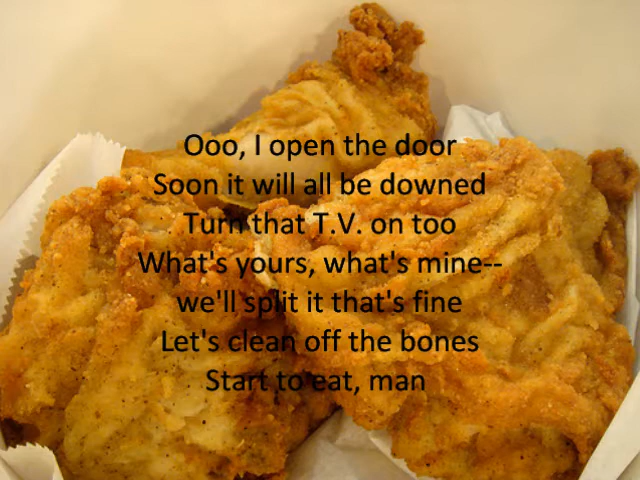 Ooo, I open the door
Soon it will all be downed
Turn that T.V. on too
What's yours, what's mine--
we'll split it that's fine
Let's clean off the bones
Start to eat, man